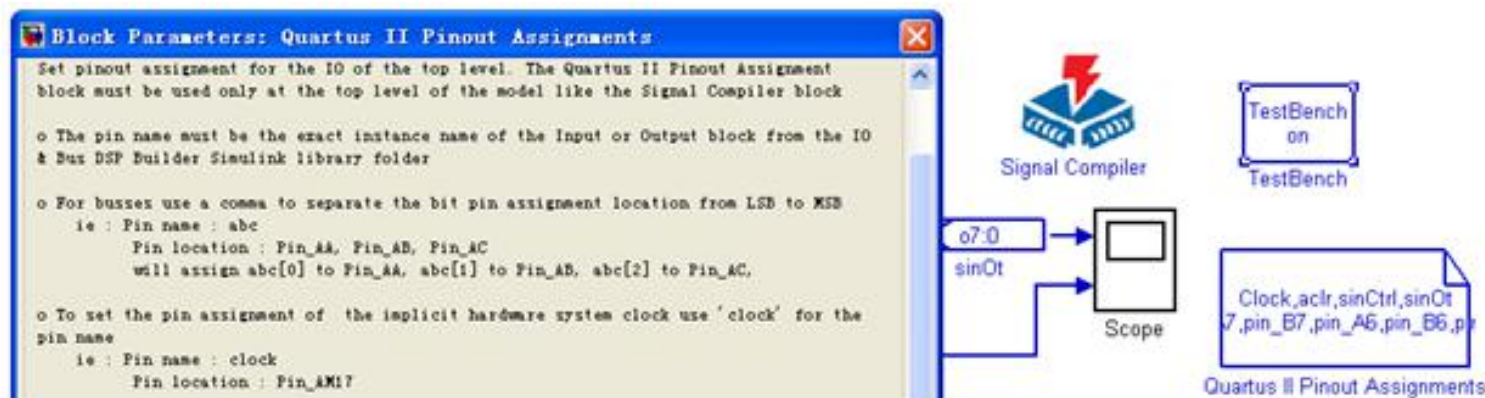 Block Parameters: Quartus II Pinout Assignments
Set pinout assignment for the IO of the top level. The Quartus II Pinout Assignment
block must be used only at the top level of the model like the Signal Compiler block
o The pin name must be the exact instance name of the Input or Output block from the IO
& Bus DSP Builder Simulink library folder
o For busses use a comma to separate the bit pin assignment location from LSB to MSB
ie : Pin name : abc
Pin location : Pin_AA, Pin_AB, Pin_AC
will assign abc[0] to Pin_AA, abc[1] to Pin_AB, abc[2] to Pin_AC,
o To set the pin assignment of the implicit hardware system clock use 'clock' for the
pin name
ie : Pin name : clock
Pin location : Pin_AM17
Signal Compiler
TestBench
on
TestBench
o7:0
sinOt
Scope
Clock,aclr,sinCtrl,sinOt
7,pin_B7,pin_A6,pin_B6,
Quartus II Pinout Assignments